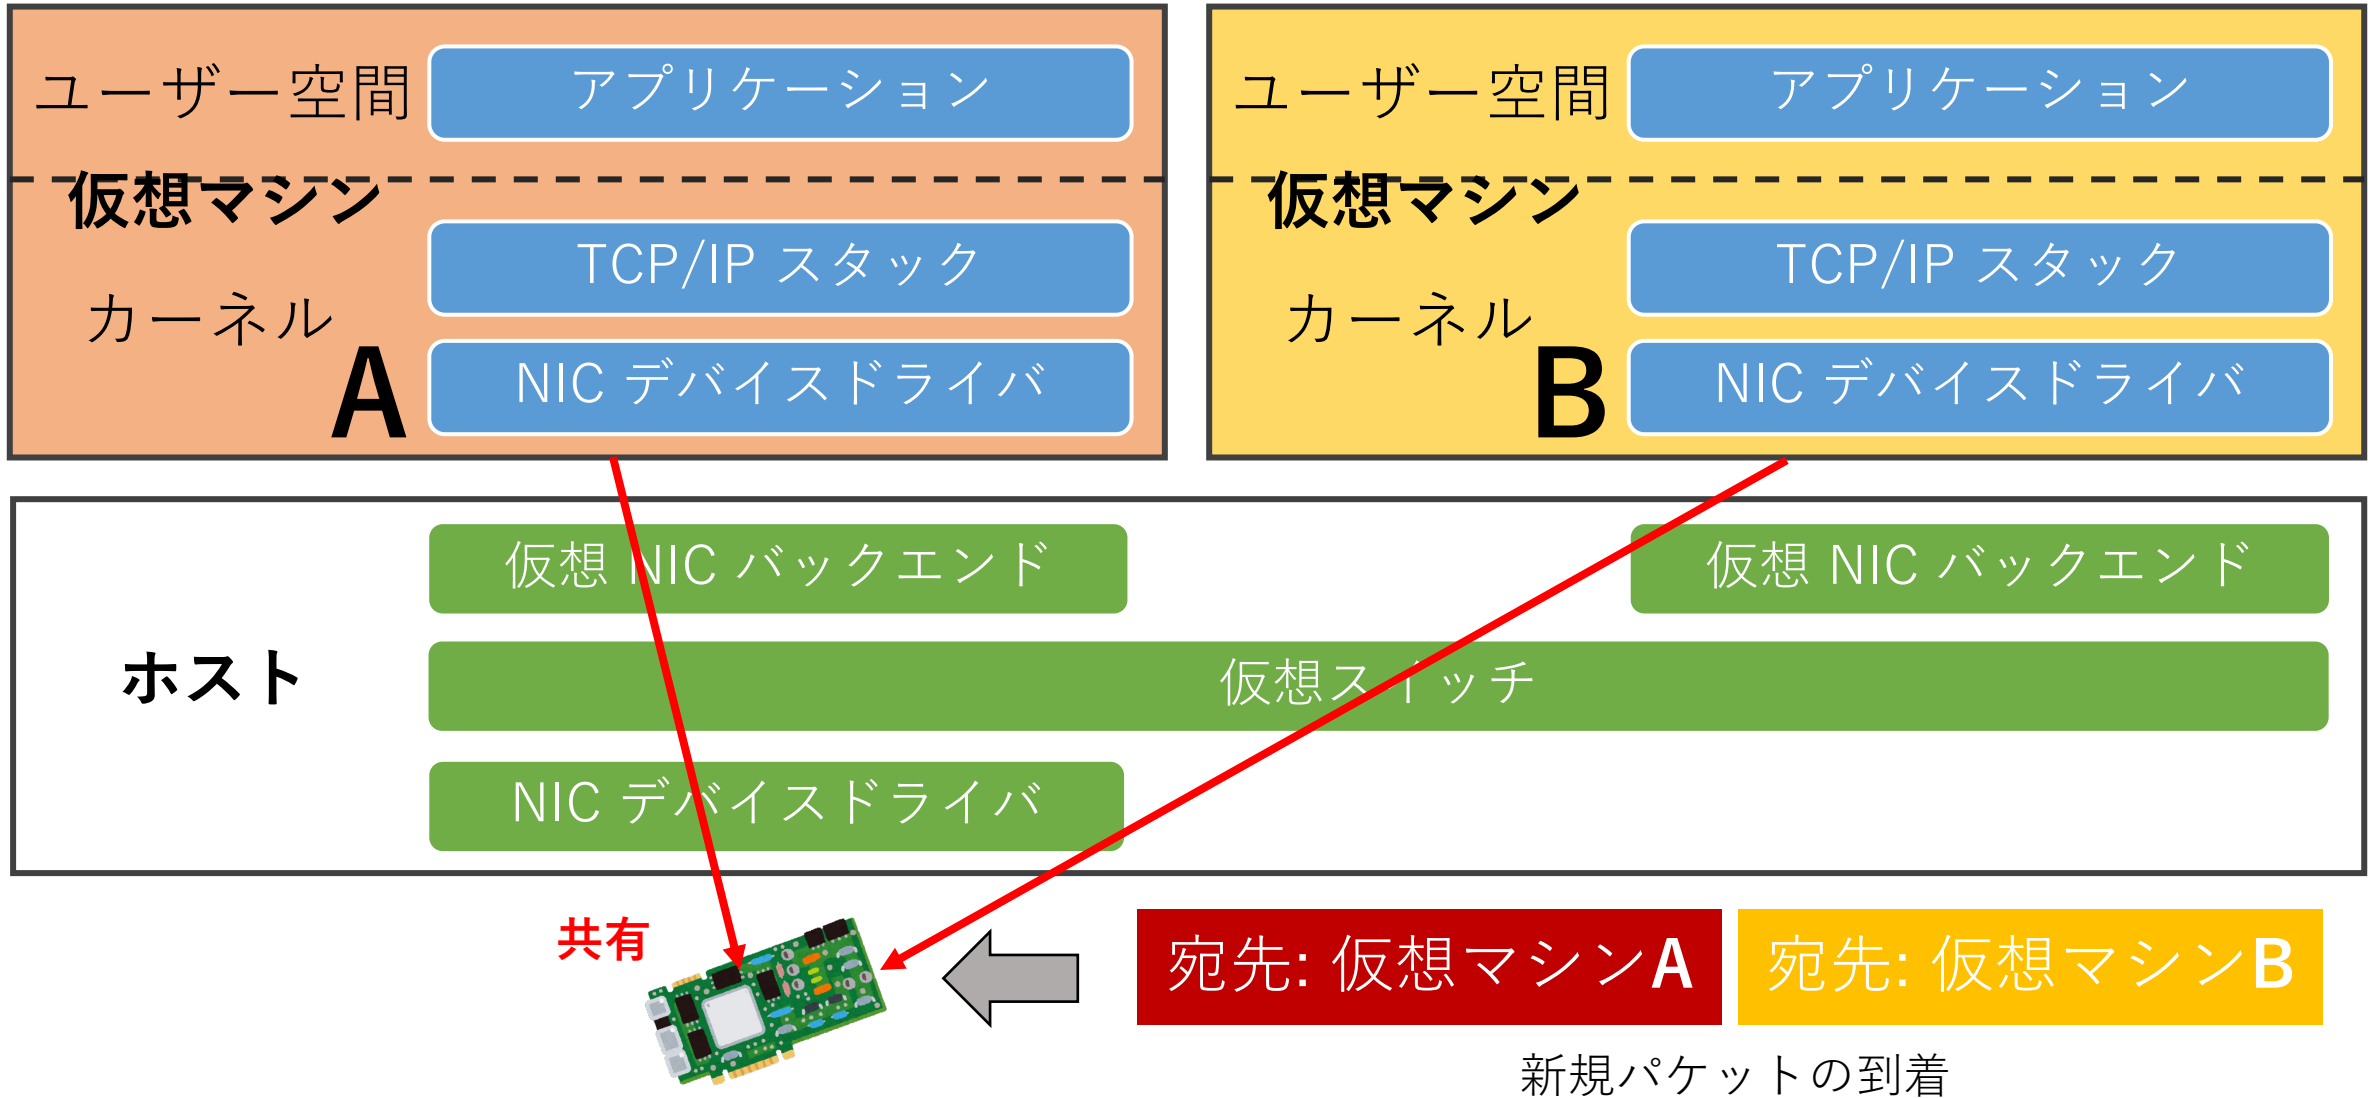 ユーザー空間
アプリケーション
仮想マシン
TCP/IP スタック
カーネル
A
NIC デバイスドライバ
ユーザー空間
アプリケーション
仮想マシン
TCP/IP スタック
カーネル
B
NIC デバイスドライバ
仮想 NIC バックエンド
仮想 NIC バックエンド
ホスト
仮想スイッチ
NIC デバイスドライバ
共有
宛先: 仮想マシンA
宛先: 仮想マシンB
新規パケットの到着